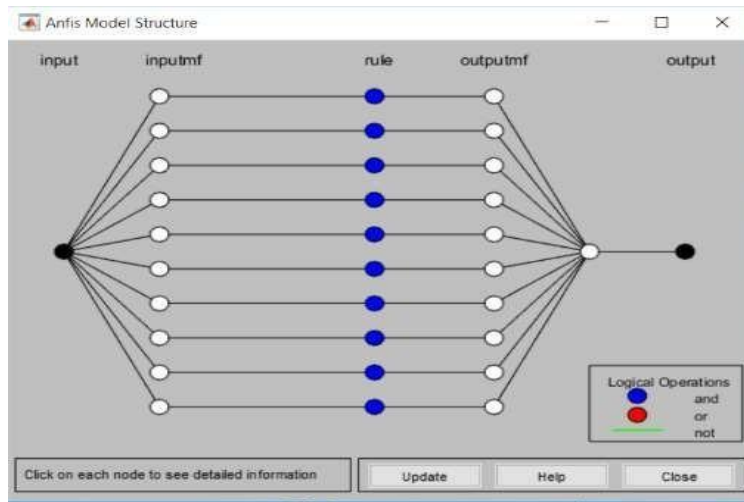 Anfis Model Structure
input inputmf rule outputmf output
Logical Operations
and
or
not
Click on each node to see detailed information
Update Help Close